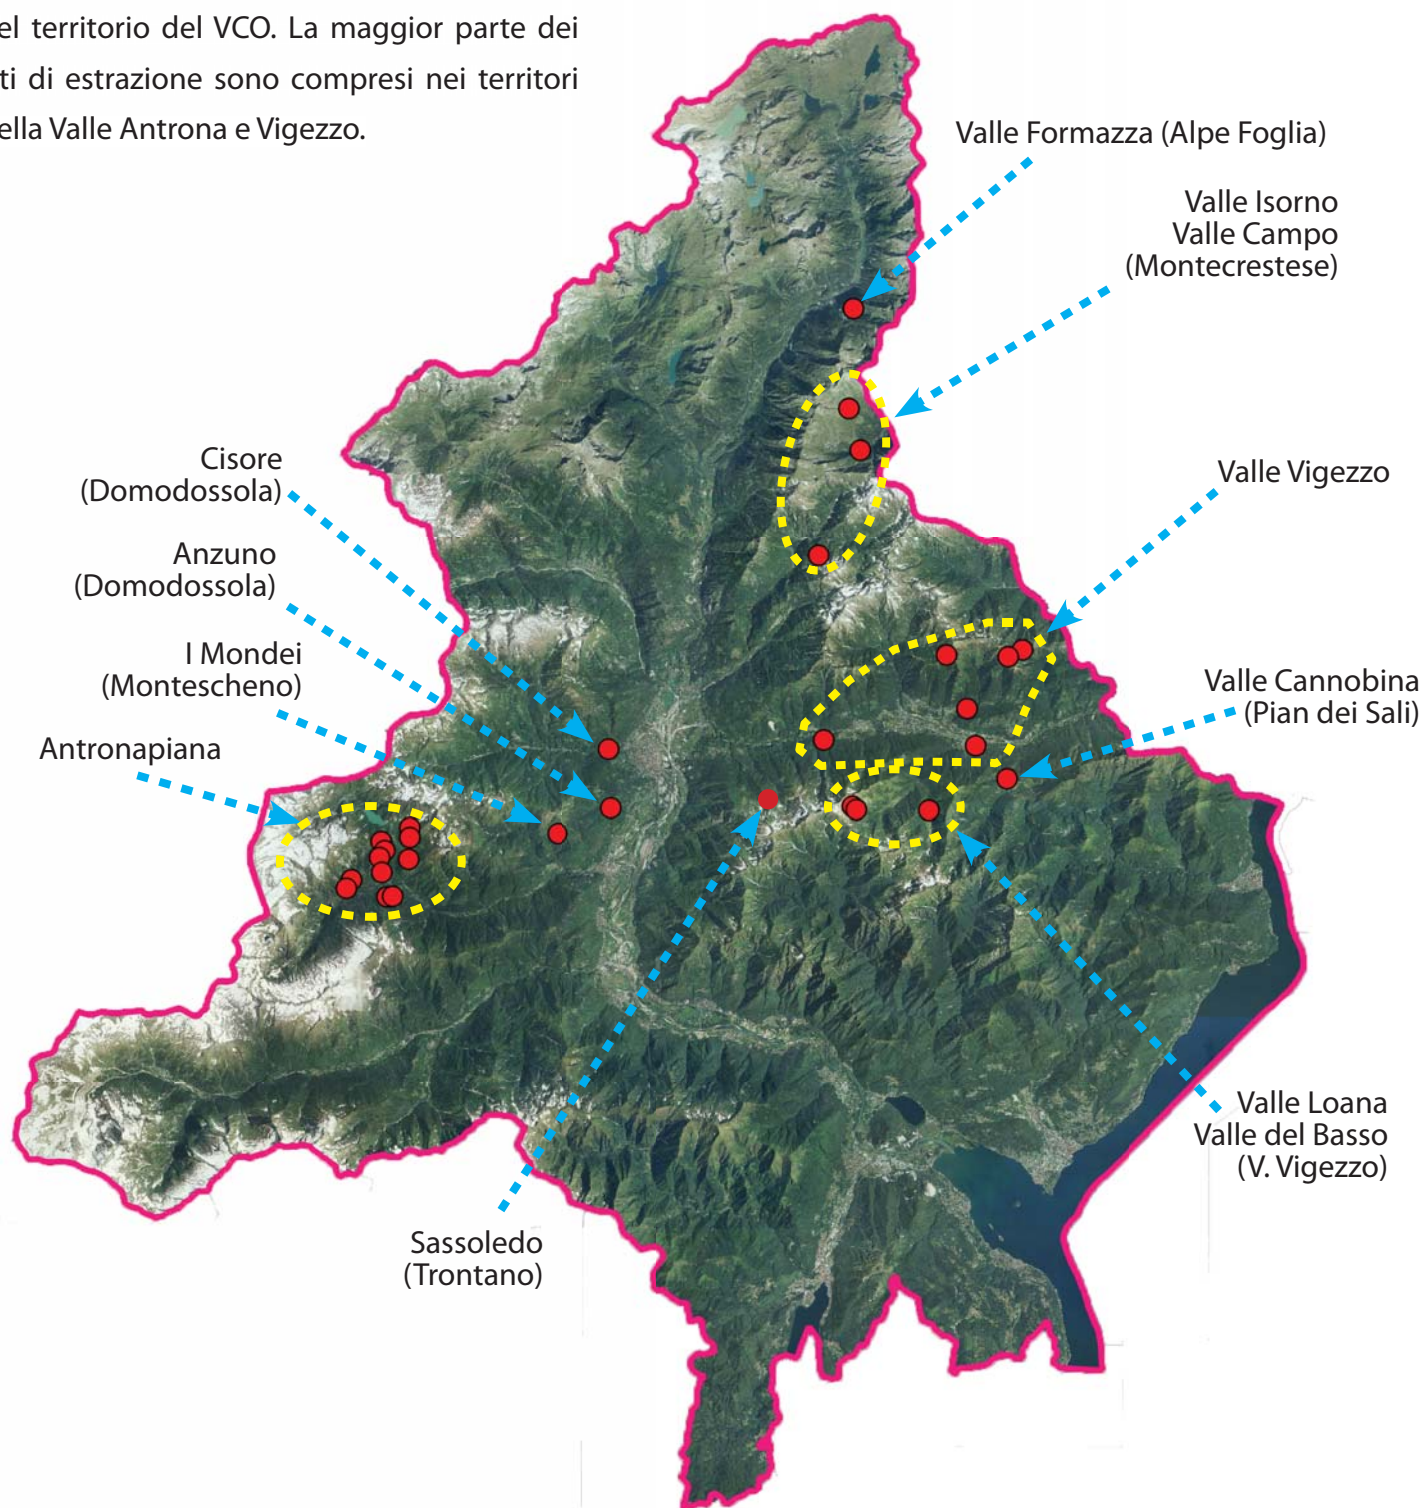 el territorio del VCO. La maggior parte dei
ti di estrazione sono compresi nei territori
ella Valle Antrona e Vigezzo.
Valle Formazza (Alpe Foglia)
Valle Isorno
Valle Campo
(Montecrestese)
Cisore
(Domodossola)
Valle Vigezzo
Anzuno
(Domodossola)
I Mondei
(Montescheno)
Valle Cannobina
(Pian dei Sali)
Antronapiana
Valle Loana
Valle del Basso
(V. Vigezzo)
Sassoledo
(Trontano)